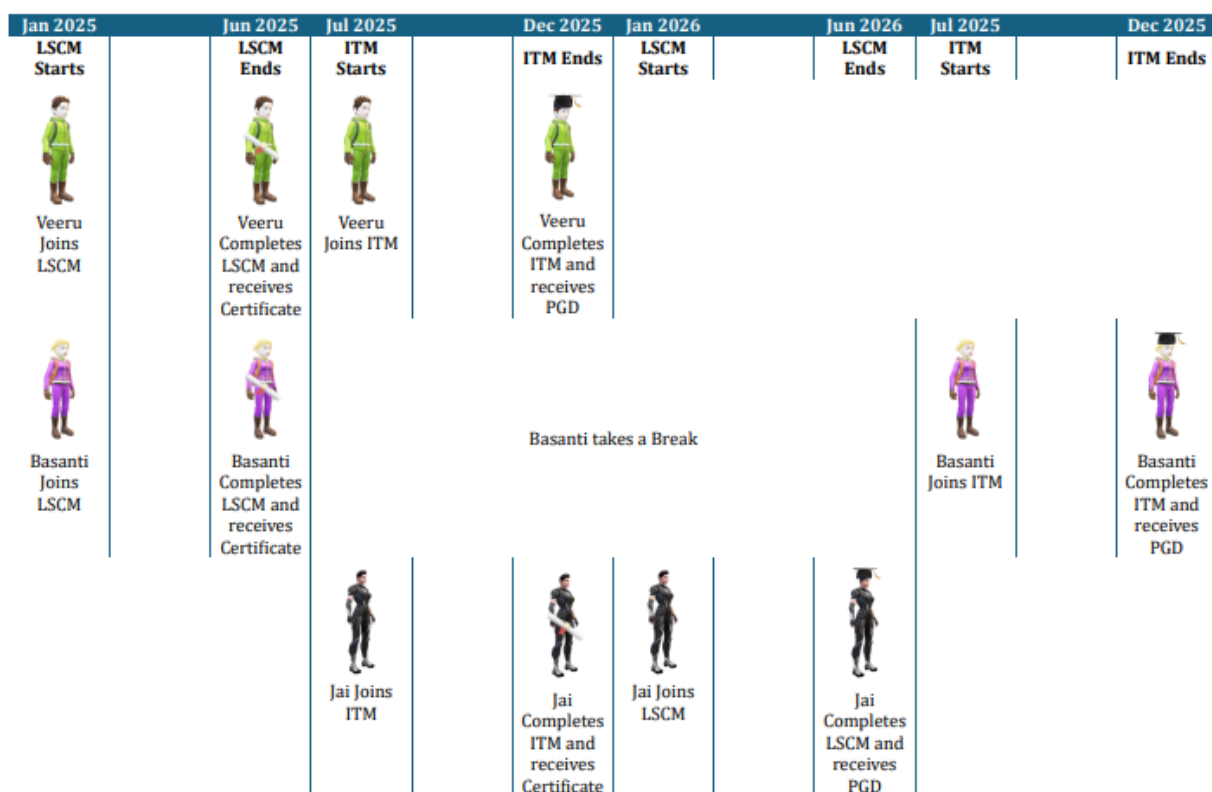 Jan 2025 Jun 2025 Jul 2025 Dec 2025 Jan 2026 Jun 2026 Jul 2025 Dec 2025
LSCM Starts
LSCM Ends
ITM Starts
ITM Ends
LSCM Starts
LSCM Ends
ITM Starts
ITM Ends
Veeru
Joins
LSCM
Veeru
Completes
LSCM and
receives
Certificate
Veeru
Joins ITM
Veeru
Completes
ITM and
receives
PGD
Basanti
Joins
LSCM
Basanti
Completes
LSCM and
receives
Certificate
Basanti takes a Break
Basanti
Joins ITM
Basanti
Completes
ITM and
receives
PGD
Jai Joins
ITM
Jai
Completes
ITM and
receives
Certificate
Jai Joins
LSCM
Jai
Completes
LSCM and
receives
PGD